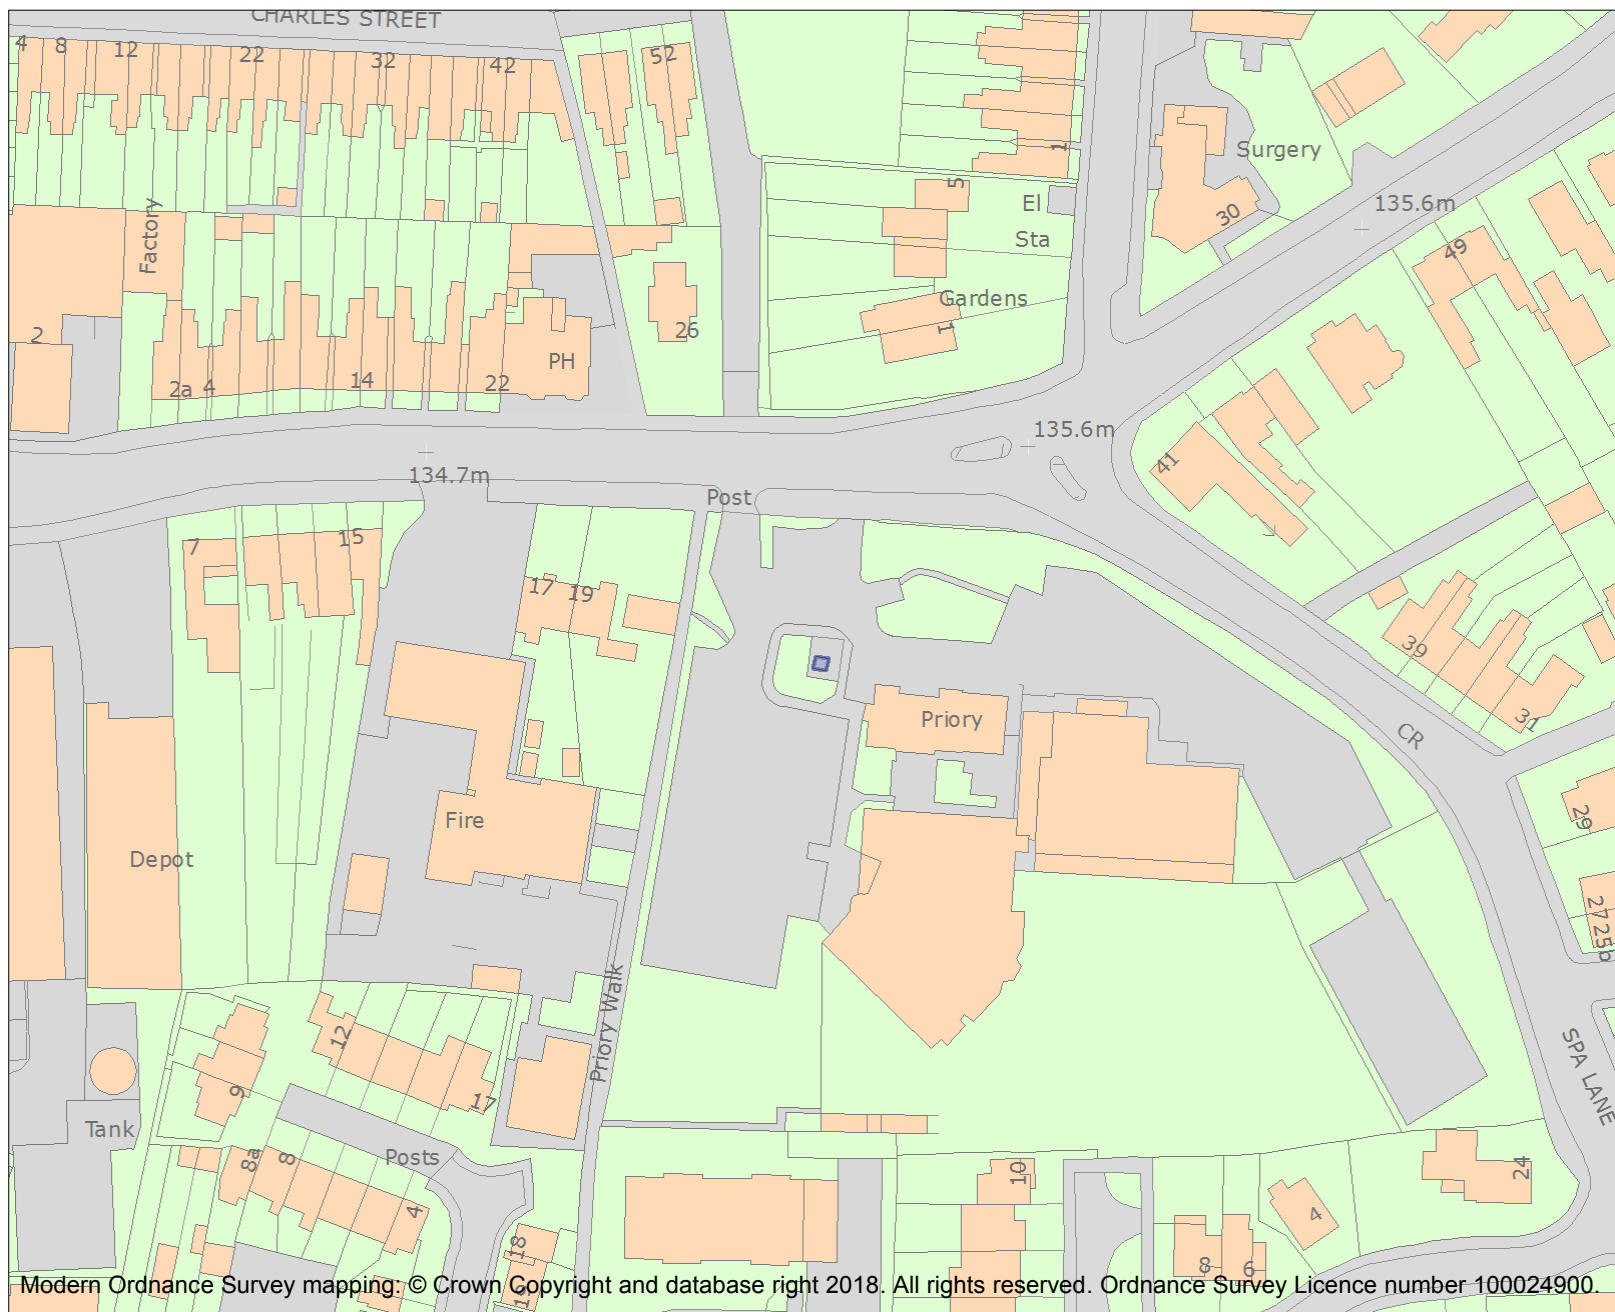 CHARLES STREET
4
8
12
22
32
42
52
1
Surgery
5
El
Sta
30
135.6m
49
Factory
Gardens
2
26
1
PH
2a
4
14
22
135.6m
41
134.7m
Post
7
15
17
19
39
Priory
31
CR
Fire
29
Depot
2725b
Priory Walk
12
SPA LANE
9
17
Tank
8a
8
Posts
10
24
4
4
18
8
6
19
Modern Ordnance Survey mapping: © Crown Copyright and database right 2018. All rights reserved. Ordnance Survey Licence number 100024900.